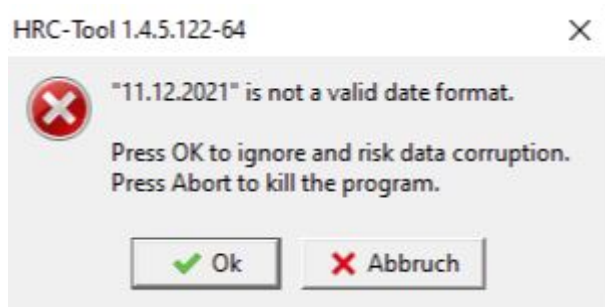 HRC-Tool 1.4.5.122-64
"11.12.2021" is not a valid date format.
Press OK to ignore and risk data corruption.
Press Abort to kill the program.
Ok
Abbruch